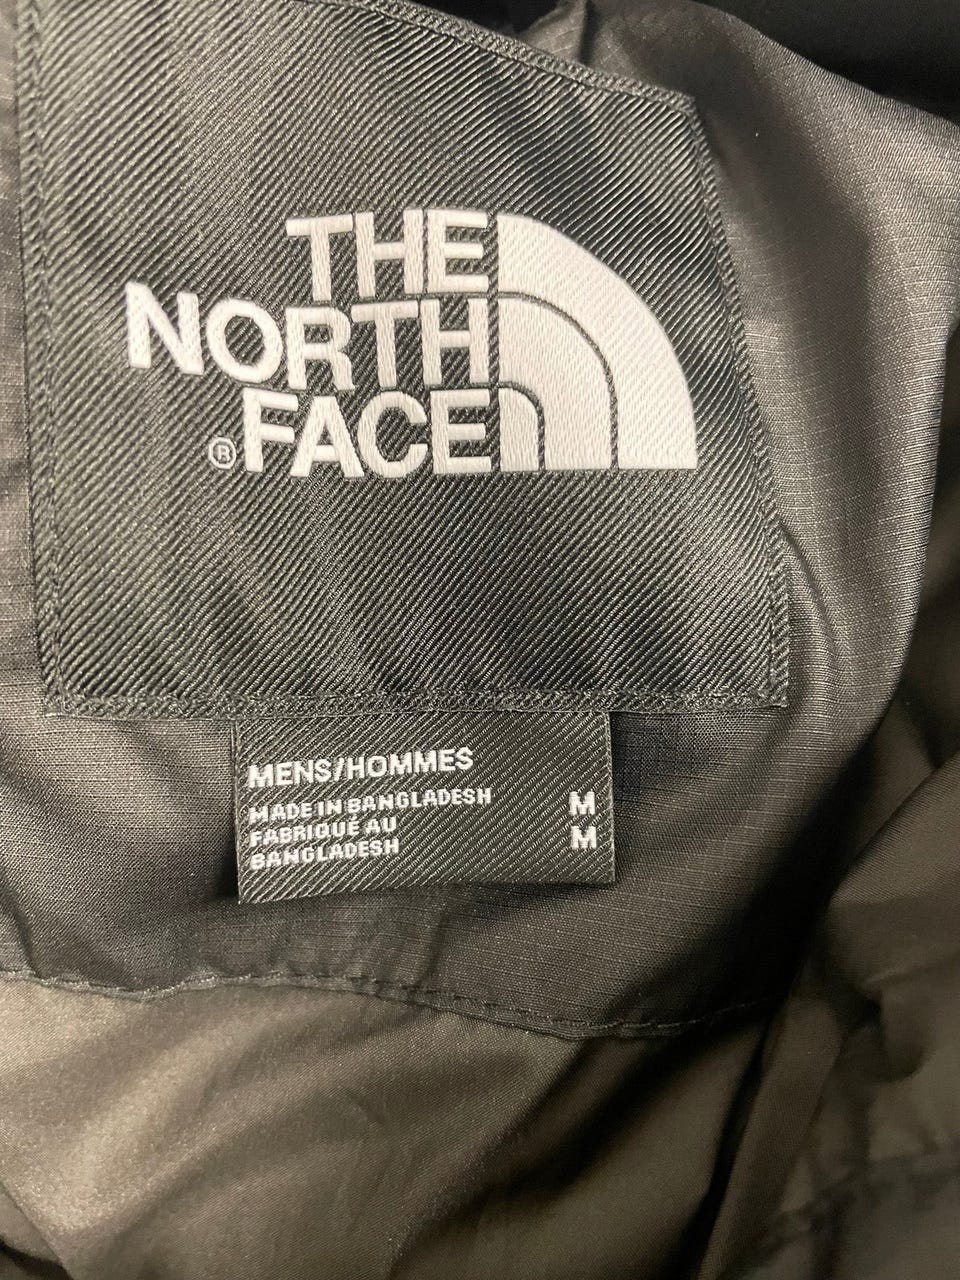 THE
NORTH
® FACE
MENS/HOMMES
MADE IN BANGLADESH M
FABRIQUÉ AU M
BANGLADESH